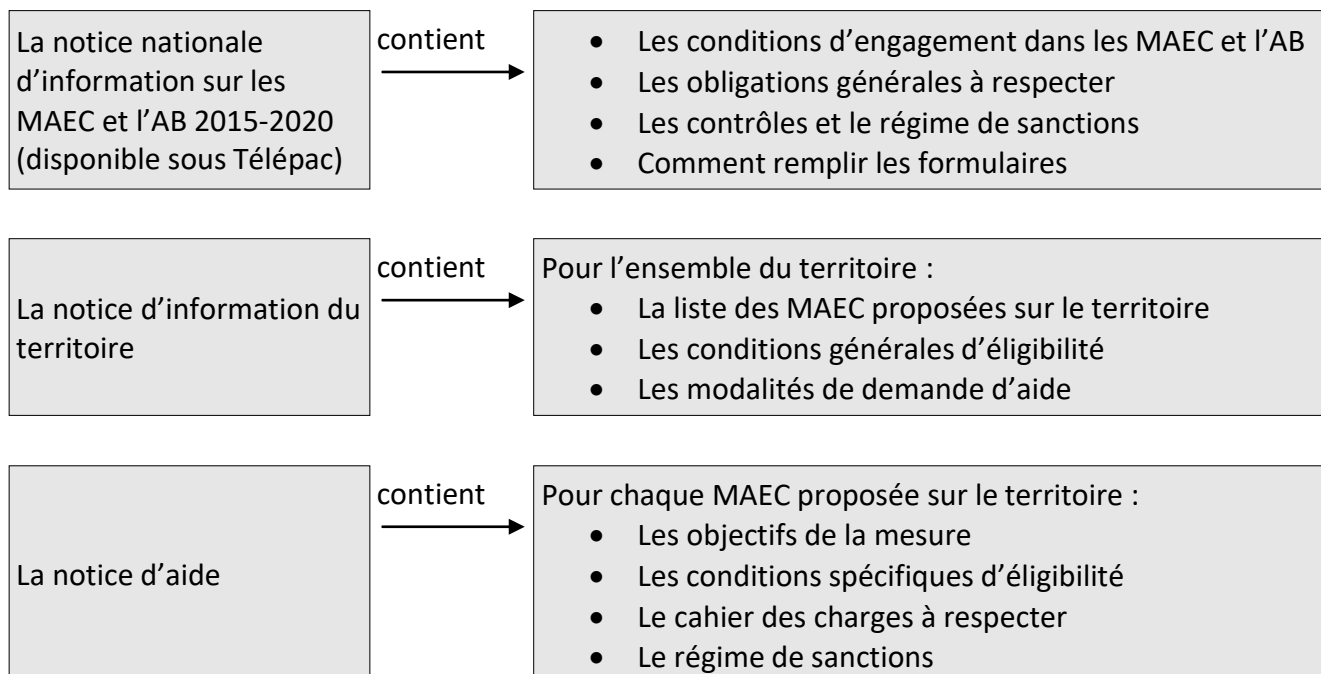 La notice nationale
d’information sur les
MAEC et l’AB 2015-2020
(disponible sous Télépac)
contient
• Les conditions d’engagement dans les MAEC et l’AB
• Les obligations générales à respecter
• Les contrôles et le régime de sanctions
• Comment remplir les formulaires
La notice d’information du
territoire
contient
Pour l’ensemble du territoire :
• La liste des MAEC proposées sur le territoire
• Les conditions générales d’éligibilité
• Les modalités de demande d’aide
La notice d’aide
contient
Pour chaque MAEC proposée sur le territoire :
• Les objectifs de la mesure
• Les conditions spécifiques d’éligibilité
• Le cahier des charges à respecter
• Le régime de sanctions